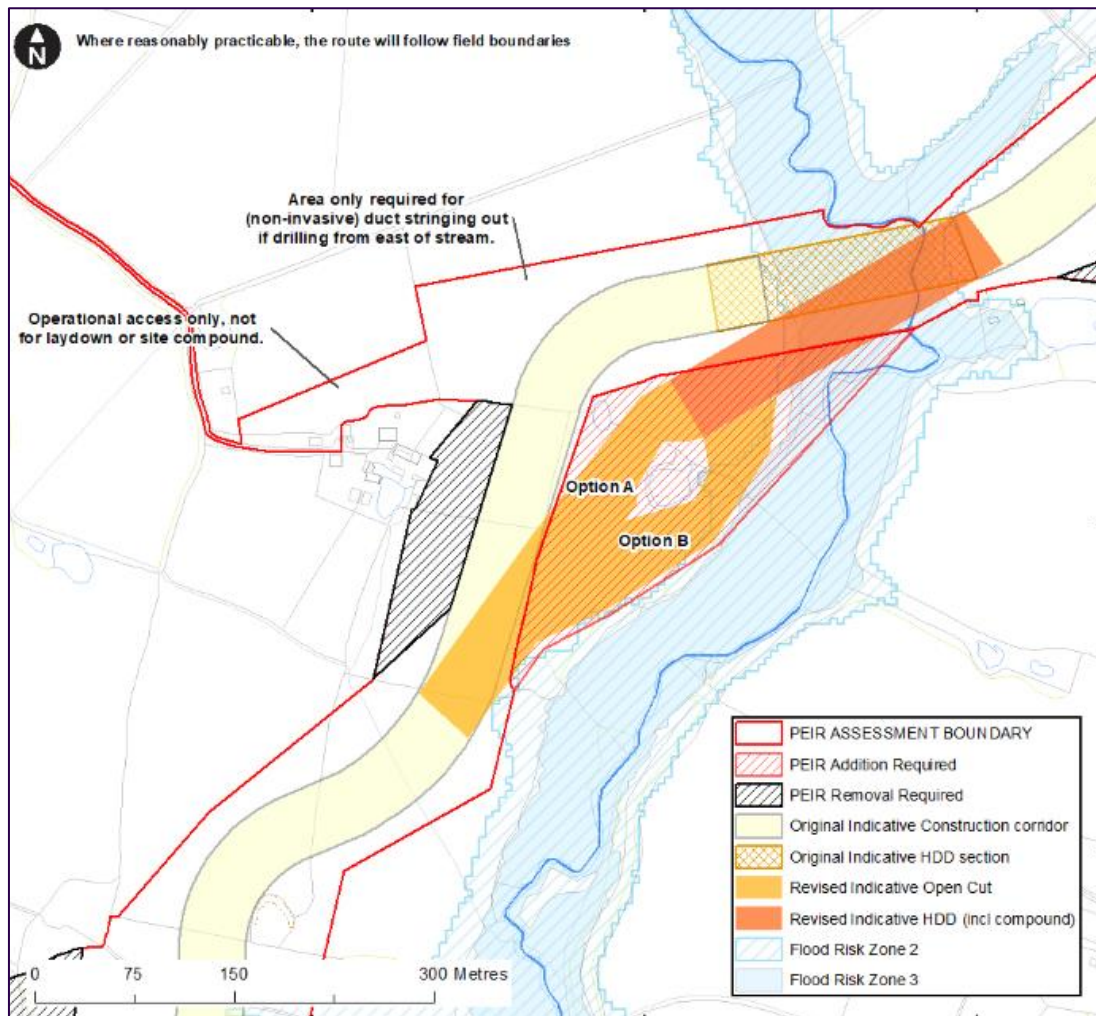 N
Where reasonably practicable, the route will follow field boundaries
Area only required for
(non-invasive) duct stringing out
if drilling from east of stream.
Operational access only, not
for laydown or site compound.
Option A
Option B
PEIR ASSESSMENT BOUNDARY
PEIR Addition Required
PEIR Removal Required
Original Indicative Construction corridor
Original Indicative HDD section
Revised Indicative Open Cut
Revised Indicative HDD (incl compound)
Flood Risk Zone 2
Flood Risk Zone 3
0 75 150 300 Metres